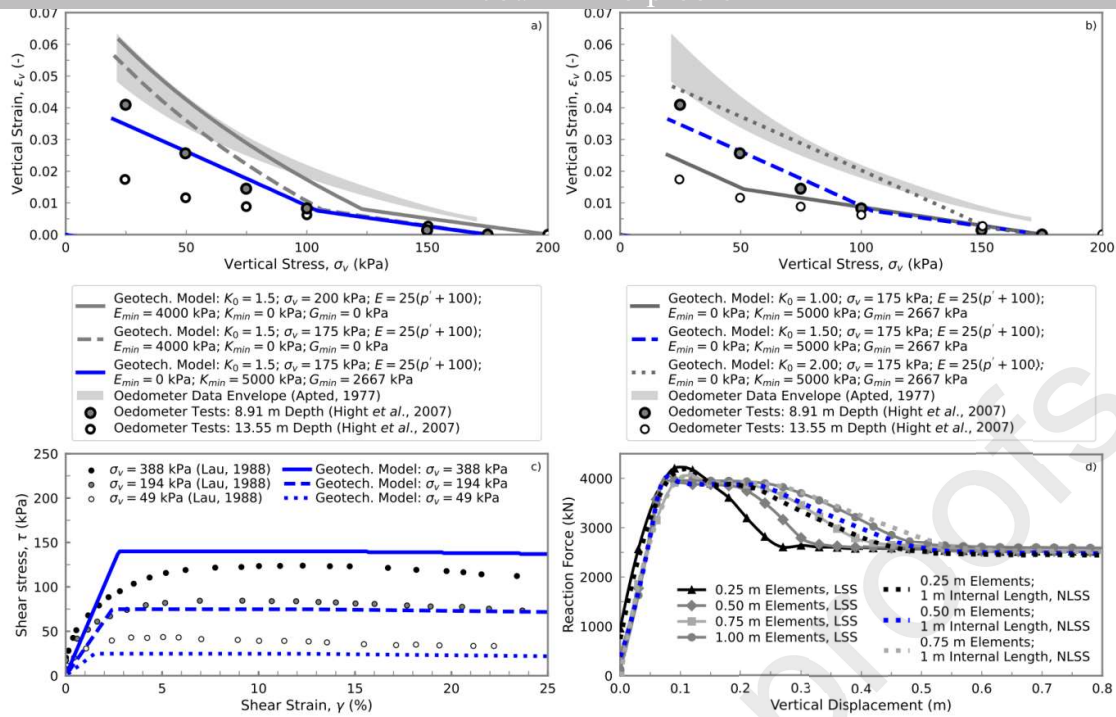 a)
0.07
0.06
0.05
0.04
0.03
0.02
0.01
0.00
Vertical Strain, εᵥ (-)
0 50 100 150 200
Vertical Stress, σᵥ (kPa)
b)
0.07
0.06
0.05
0.04
0.03
0.02
0.01
0.00
Vertical Strain, εᵥ (-)
0 50 100 150 200
Vertical Stress, σᵥ (kPa)
Geotech. Model: K₀ = 1.5; σᵥ = 200 kPa; E = 25(p' + 100);
Eₘᵢₙ = 4000 kPa; Kₘᵢₙ = 0 kPa; Gₘᵢₙ = 0 kPa
Geotech. Model: K₀ = 1.5; σᵥ = 175 kPa; E = 25(p' + 100);
Eₘᵢₙ = 4000 kPa; Kₘᵢₙ = 0 kPa; Gₘᵢₙ = 0 kPa
Geotech. Model: K₀ = 1.5; σᵥ = 175 kPa; E = 25(p' + 100);
Eₘᵢₙ = 0 kPa; Kₘᵢₙ = 5000 kPa; Gₘᵢₙ = 2667 kPa
Oedometer Data Envelope (Apted, 1977)
Oedometer Tests: 8.91 m Depth (Hight et al., 2007)
Oedometer Tests: 13.55 m Depth (Hight et al., 2007)
Geotech. Model: K₀ = 1.00; σᵥ = 175 kPa; E = 25(p' + 100);
Eₘᵢₙ = 0 kPa; Kₘᵢₙ = 5000 kPa; Gₘᵢₙ = 2667 kPa
Geotech. Model: K₀ = 1.50; σᵥ = 175 kPa; E = 25(p' + 100);
Eₘᵢₙ = 0 kPa; Kₘᵢₙ = 5000 kPa; Gₘᵢₙ = 2667 kPa
Geotech. Model: K₀ = 2.00; σᵥ = 175 kPa; E = 25(p' + 100);
Eₘᵢₙ = 0 kPa; Kₘᵢₙ = 5000 kPa; Gₘᵢₙ = 2667 kPa
Oedometer Data Envelope (Apted, 1977)
Oedometer Tests: 8.91 m Depth (Hight et al., 2007)
Oedometer Tests: 13.55 m Depth (Hight et al., 2007)
c)
250
200
150
100
50
0
Shear stress, τ (kPa)
σᵥ = 388 kPa (Lau, 1988)
σᵥ = 194 kPa (Lau, 1988)
σᵥ = 49 kPa (Lau, 1988)
Geotech. Model: σᵥ = 388 kPa
Geotech. Model: σᵥ = 194 kPa
Geotech. Model: σᵥ = 49 kPa
0 5 10 15 20 25
Shear Strain, γ (%)
d)
4000
3000
2000
1000
0
Reaction Force (kN)
0.25 m Elements, LSS
0.50 m Elements, LSS
0.75 m Elements, LSS
1.00 m Elements, LSS
0.25 m Elements;
1 m Internal Length, NLSS
0.50 m Elements;
1 m Internal Length, NLSS
0.75 m Elements;
1 m Internal Length, NLSS
0.0 0.1 0.2 0.3 0.4 0.5 0.6 0.7 0.8
Vertical Displacement (m)
oofs